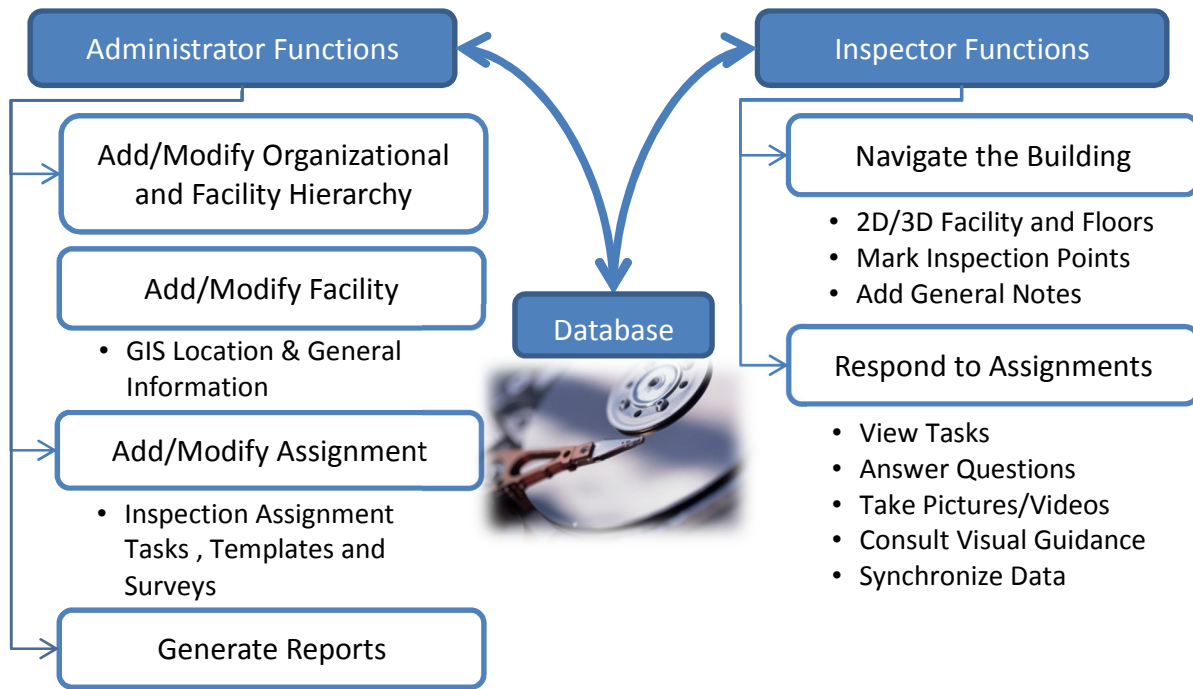 Administrator Functions
Add/Modify Organizational
and Facility Hierarchy
Add/Modify Facility
• GIS Location & General
Information
Add/Modify Assignment
• Inspection Assignment
Tasks , Templates and
Surveys
Generate Reports
Database
Inspector Functions
Navigate the Building
• 2D/3D Facility and Floors
• Mark Inspection Points
• Add General Notes
Respond to Assignments
• View Tasks
• Answer Questions
• Take Pictures/Videos
• Consult Visual Guidance
• Synchronize Data